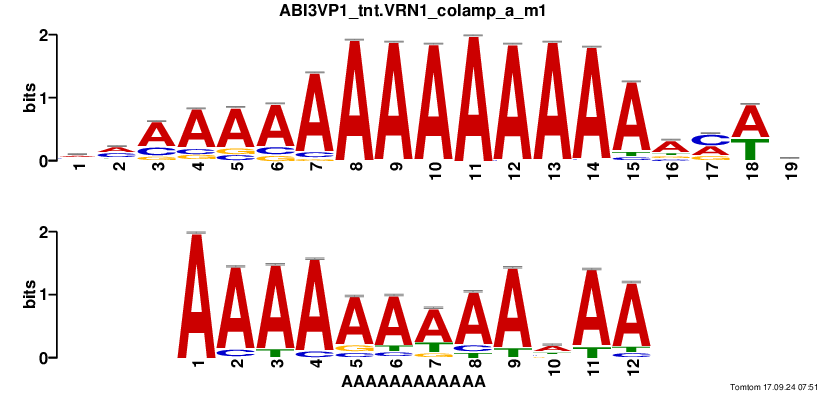 ABI3VP1_tnt.VRN1_colamp_a_m1
bits
2
1
0
1 2 3 4 5 6 7 8 9 10 11 12 13 14 15 16 17 18 19
bits
2
1
0
1 2 3 4 5 6 7 8 9 10 11 12
AAAAAAAAAAAA
Tomtom 17.09.24 07:51